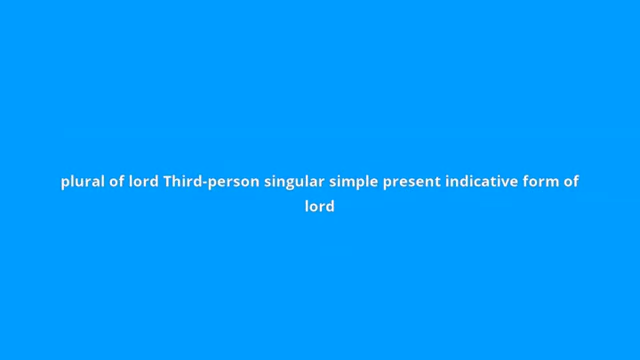 plural of lord Third-person singular simple present indicative form of
lord